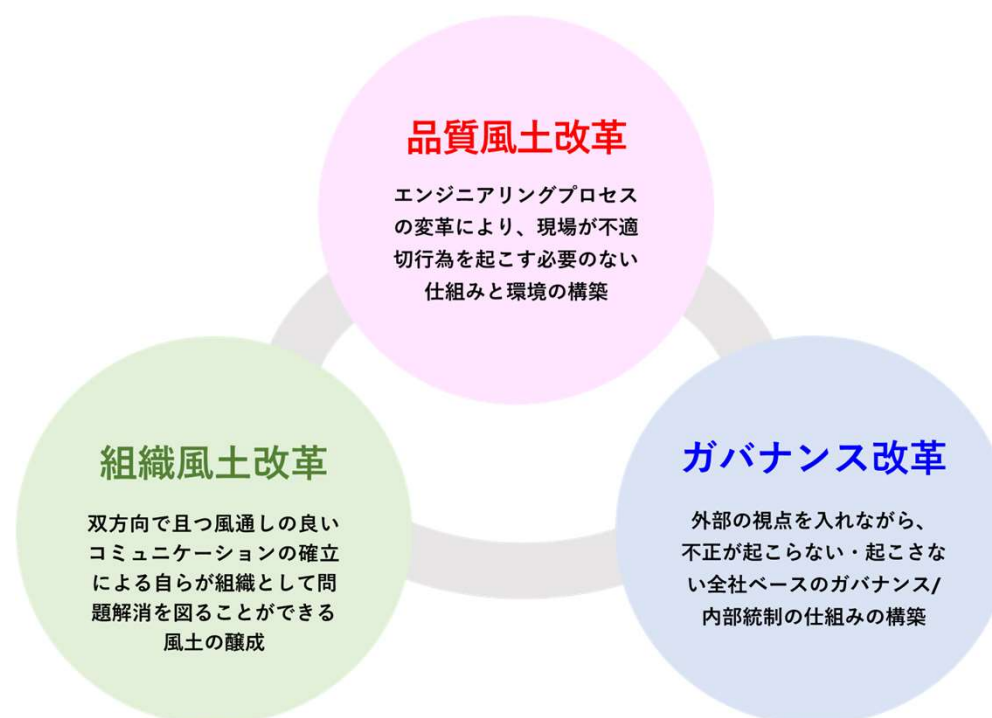 品質風土改革
エンジニアリングプロセス
の変革により、現場が不適
切行為を起こす必要のない
仕組みと環境の構築
組織風土改革
双方向で且つ風通しの良い
コミュニケーションの確立
による自らが組織として問
題解消を図ることができる
風土の醸成
ガバナンス改革
外部の視点を入れながら、
不正が起こらない・起こさな
い全社ベースのガバナンス/
内部統制の仕組みの構築